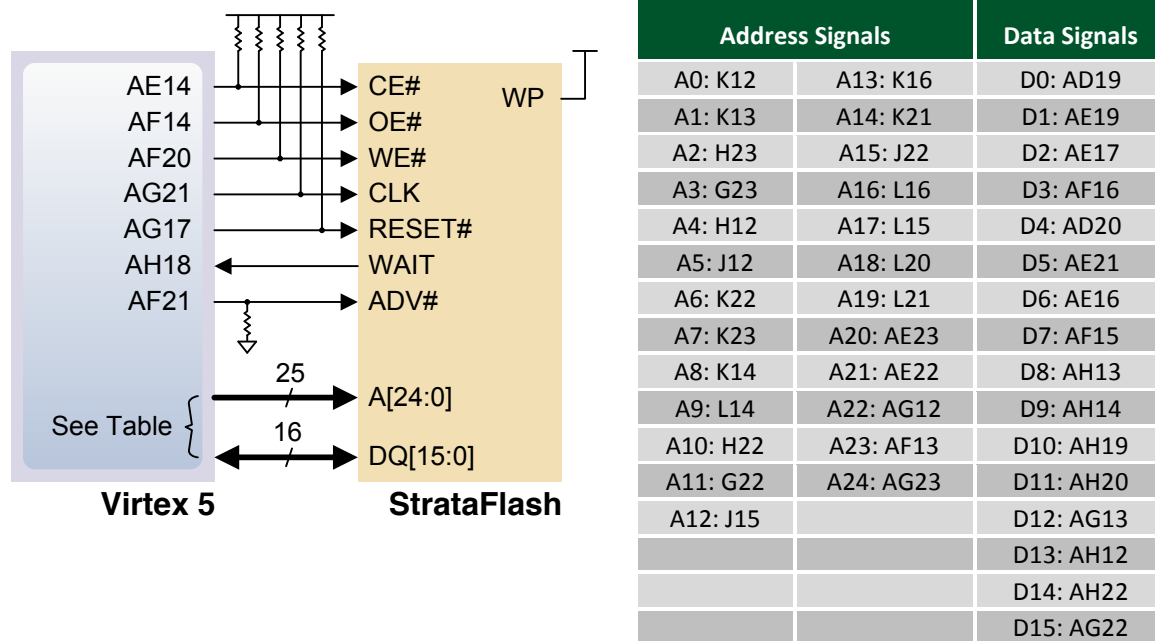 AE14 CE# WP
AF14 OE#
AF20 WE#
AG21 CLK
AG17 RESET#
AH18 WAIT
AF21 ADV#
25
A[24:0]
See Table
16
DQ[15:0]
Virtex 5 StrataFlash
Address Signals Data Signals
A0: K12 A13: K16 D0: AD19
A1: K13 A14: K21 D1: AE19
A2: H23 A15: J22 D2: AE17
A3: G23 A16: L16 D3: AF16
A4: H12 A17: L15 D4: AD20
A5: J12 A18: L20 D5: AE21
A6: K22 A19: L21 D6: AE16
A7: K23 A20: AE23 D7: AF15
A8: K14 A21: AE22 D8: AH13
A9: L14 A22: AG12 D9: AH14
A10: H22 A23: AF13 D10: AH19
A11: G22 A24: AG23 D11: AH20
A12: J15 D12: AG13
D13: AH12
D14: AH22
D15: AG22